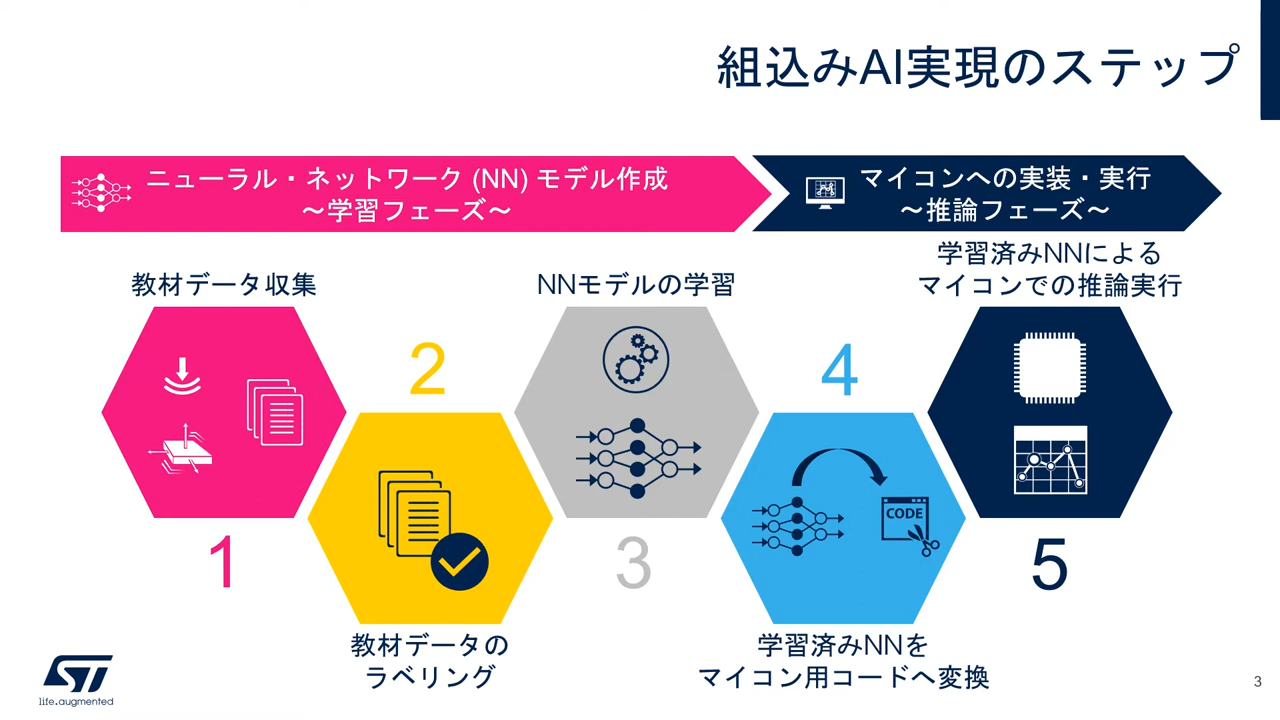 組込みAI実現のステップ
ニューラル・ネットワーク (NN) モデル作成
～学習フェーズ～
マイコンへの実装・実行
～推論フェーズ～
教材データ収集
1
2
教材データの
ラベリング
NNモデルの学習
3
4
CODE
学習済みNNを
マイコン用コードへ変換
学習済みNNによる
マイコンでの推論実行
5
ST
life.augmented
3